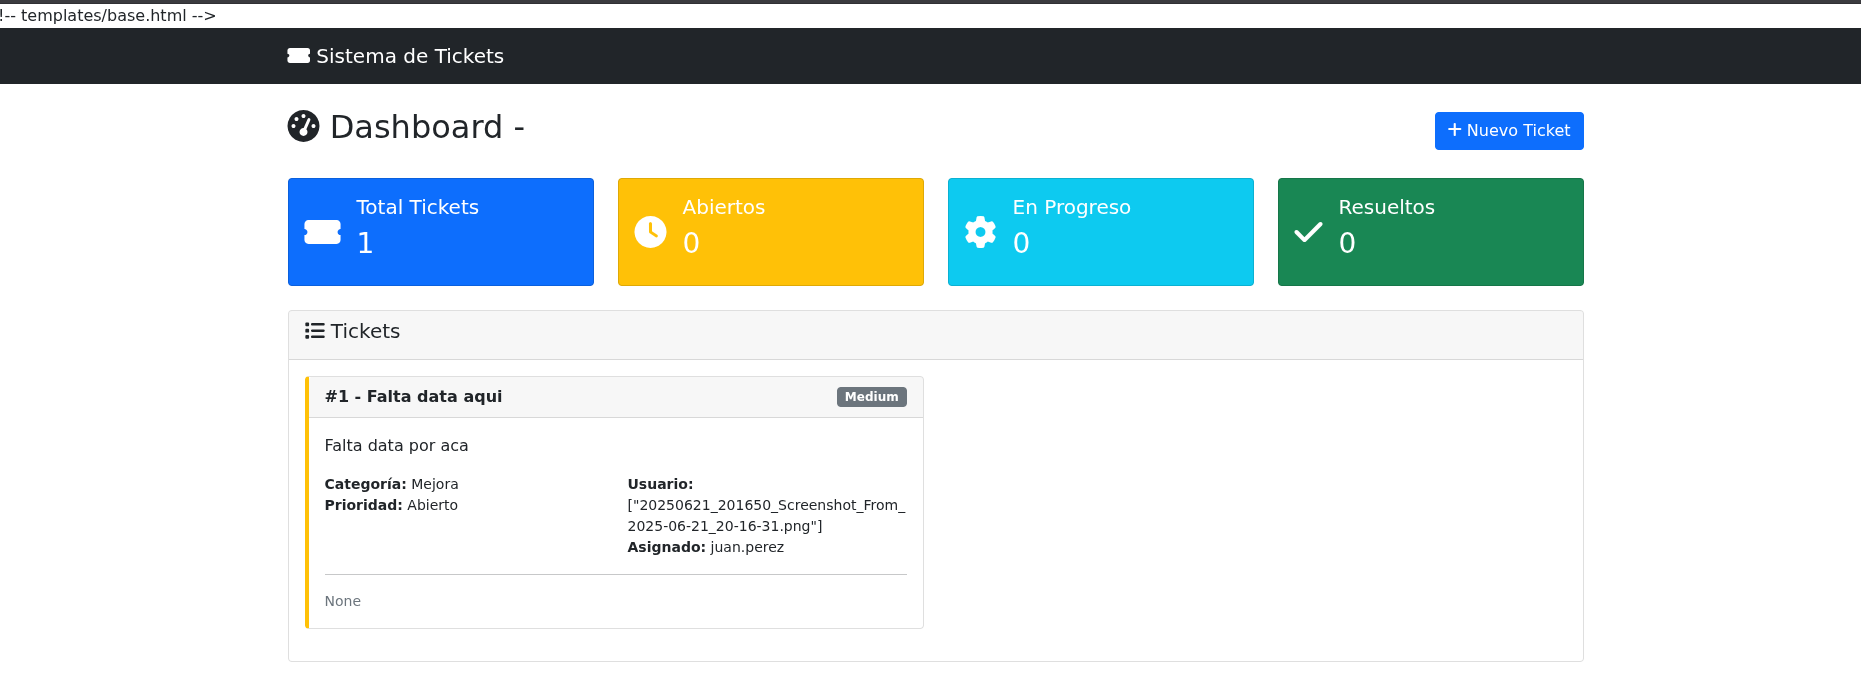 !-- templates/base.html -->
Sistema de Tickets
Dashboard -
+ Nuevo Ticket
Total Tickets
1
Abiertos
0
En Progreso
0
Resueltos
0
Tickets
#1 - Falta data aqui
Medium
Falta data por aca
Categoría: Mejora
Prioridad: Abierto
Usuario:
["20250621_201650_Screenshot_From_
2025-06-21_20-16-31.png"]
Asignado: juan.perez
None